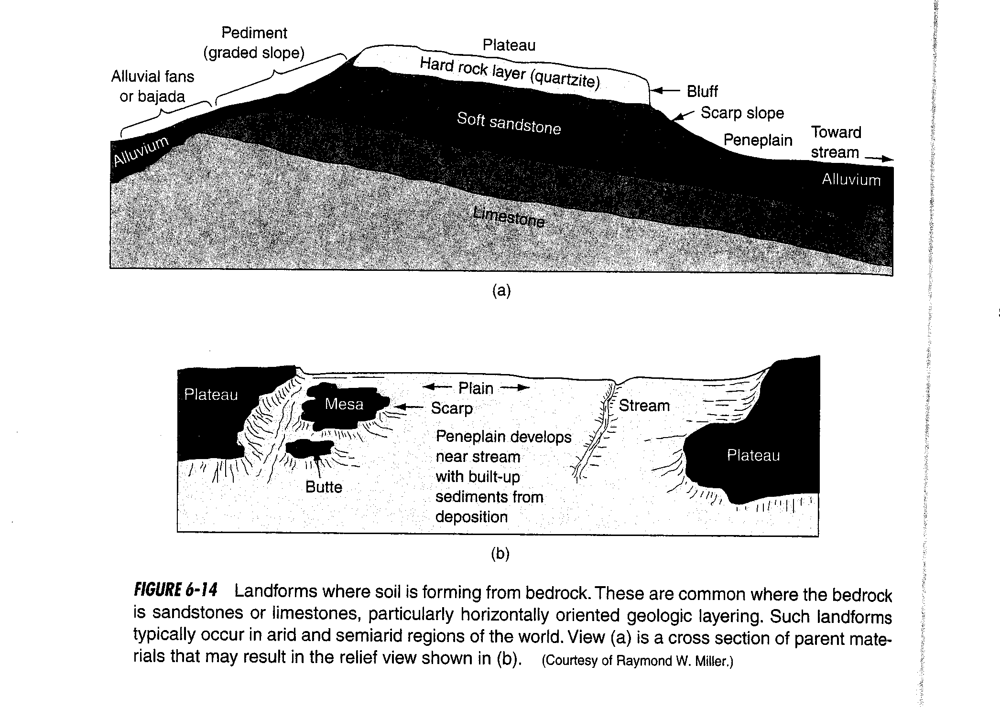 Pediment
(graded slope)
Plateau
Hard rock layer (quartzite)
Alluvial fans
or bajada
Bluff
Scarp slope
Soft sandstone
Peneplain
Toward
stream
Alluvium
Alluvium
Limestone
(a)
Plateau
Mesa
Plain
Scarp
Stream
Peneplain develops
near stream
with built-up
sediments from
deposition
Plateau
Butte
(b)
FIGURE 6-14 Landforms where soil is forming from bedrock. These are common where the bedrock
is sandstones or limestones, particularly horizontally oriented geologic layering. Such landforms
typically occur in arid and semiarid regions of the world. View (a) is a cross section of parent mate-
rials that may result in the relief view shown in (b). (Courtesy of Raymond W. Miller.)